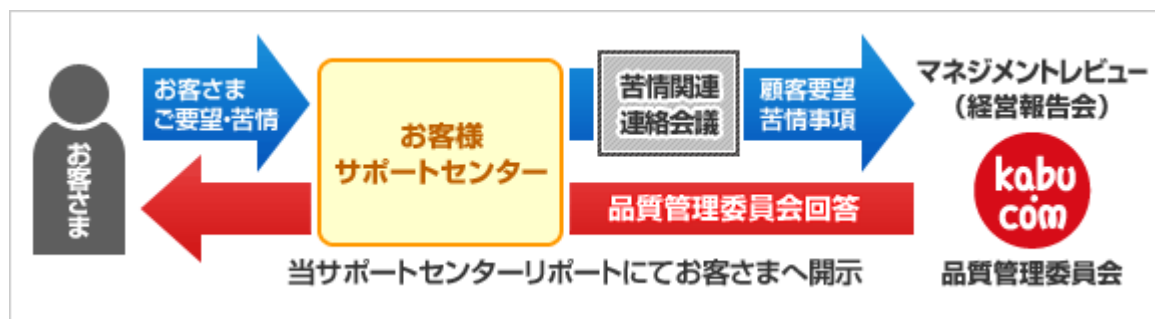 お客さま
お客さま
ご要望・苦情
お客様
サポートセンター
苦情関連
連絡会議
顧客要望
苦情事項
マネジメントレビュー
（経営報告会）
kabu.
com
品質管理委員会
品質管理委員会回答
当サポートセンターリポートにてお客さまへ開示